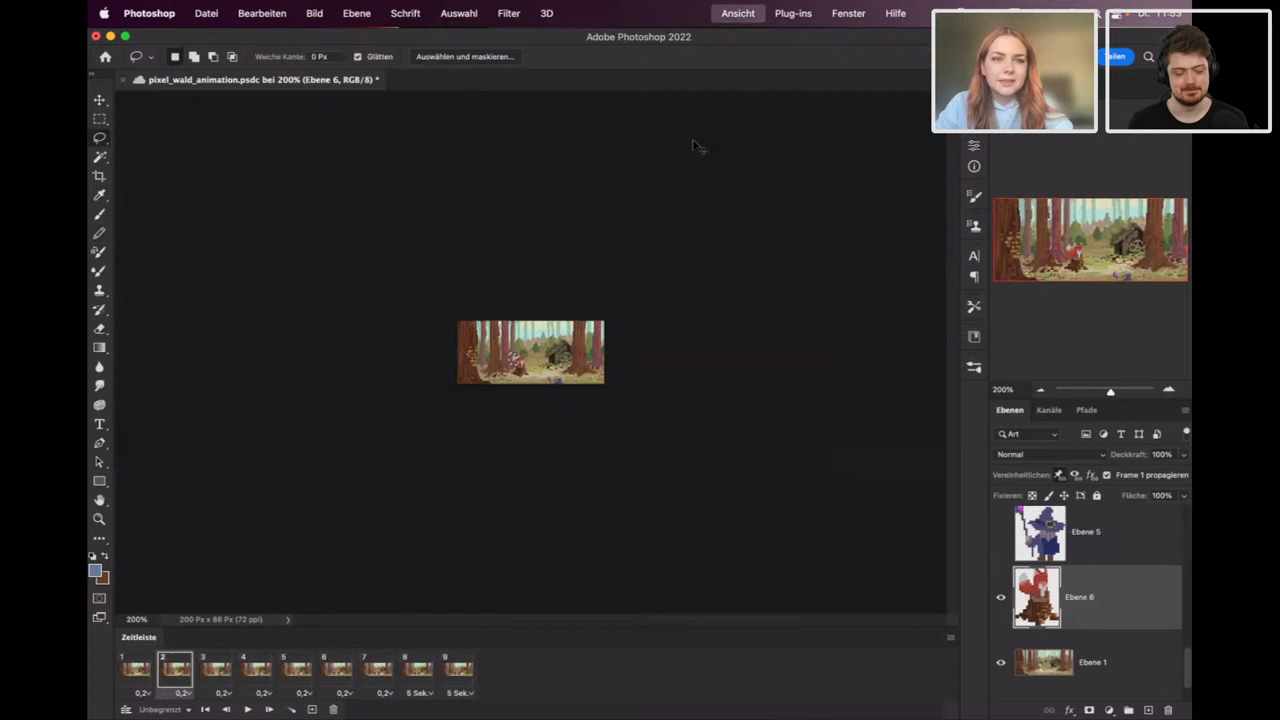 Photoshop Datei Bearbeiten Bild Ebene Schrift Auswahl Filter 3D Ansicht Plug-ins Fenster Hilfe
Adobe Photoshop 2022
Weiche Kante: 0 Px Glätten Auswählen und maskieren...
pixel_wald_animation.psdc bei 200% (Ebene 6, RGB/8) *
200%
Ebenen Kanäle Pfade
Art
Normal Deckkraft: 100%
Vereinheitlichen: Frame 1 propagieren
Fixieren: Fläche: 100%
Ebene 5
Ebene 6
Ebene 1
200% 200 Px x 86 Px (72 ppi)
Zeitleiste
1 2 3 4 5 6 7 8 9
0,2 0,2 0,2 0,2 0,2 0,2 0,2 5 Sek. 5 Sek.
Unbegrenzt